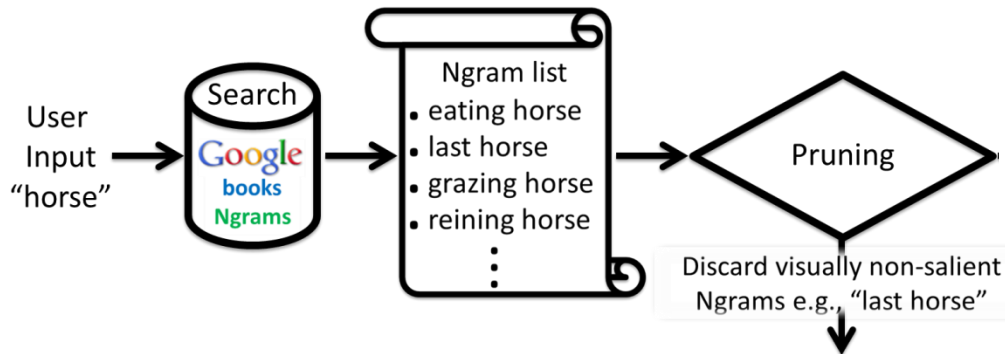 User
Input
“horse”
Search
Google
books
Ngrams
Ngram list
▪ eating horse
▪ last horse
▪ grazing horse
▪ reining horse
⋮
Pruning
Discard visually non-salient
Ngrams e.g., “last horse”